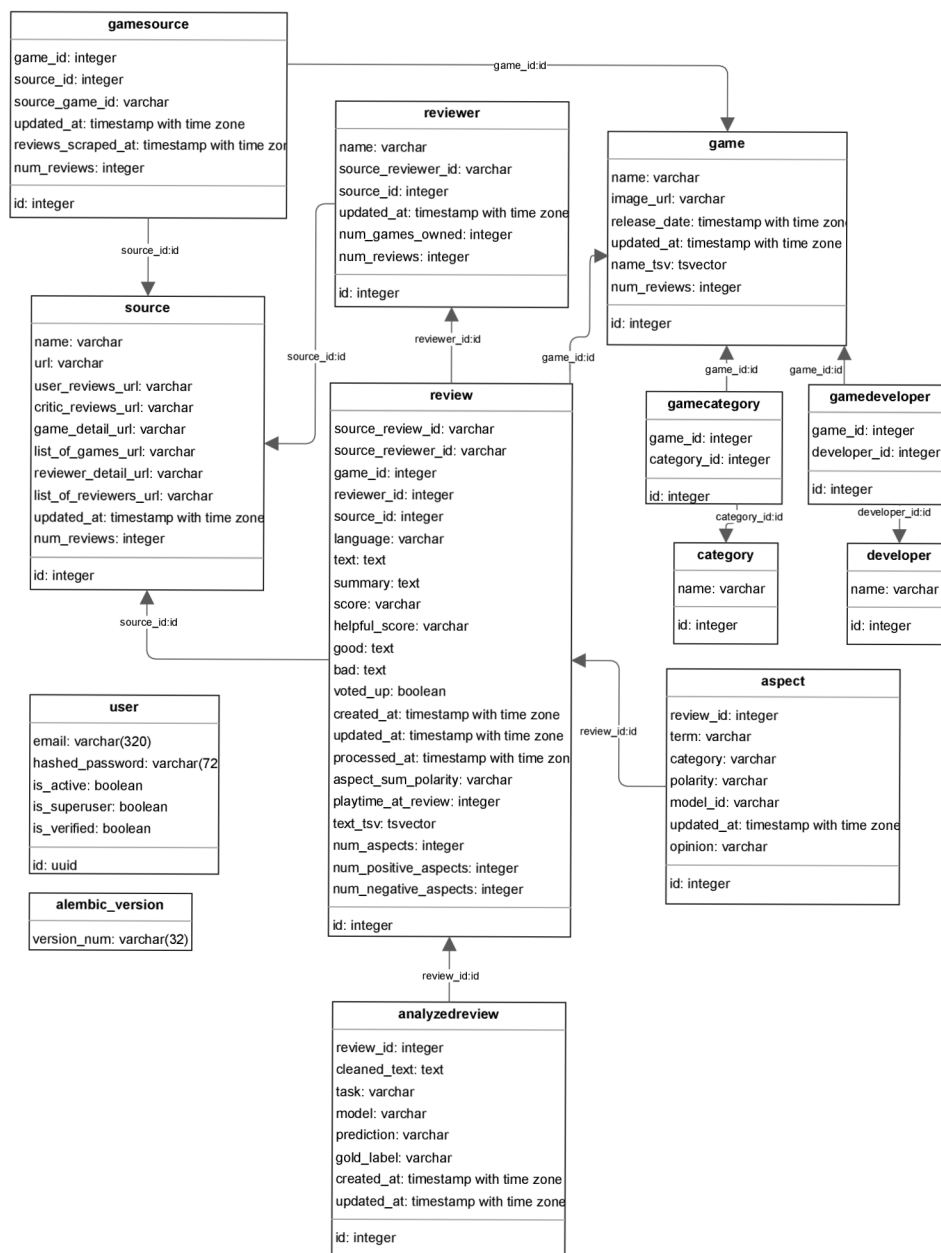 gamesource
game_id: integer
source_id: integer
source_game_id: varchar
updated_at: timestamp with time zone
reviews_scraped_at: timestamp with time zon
num_reviews: integer
id: integer
game_id:id
source_id:id
reviewer
name: varchar
source_reviewer_id: varchar
source_id: integer
updated_at: timestamp with time zone
num_games_owned: integer
num_reviews: integer
id: integer
source_id:id
reviewer_id:id
game
name: varchar
image_url: varchar
release_date: timestamp with time zon
updated_at: timestamp with time zone
name_tsv: tsvector
num_reviews: integer
id: integer
game_id:id
game_id:id
game_id:id
source
name: varchar
url: varchar
user_reviews_url: varchar
critic_reviews_url: varchar
game_detail_url: varchar
list_of_games_url: varchar
reviewer_detail_url: varchar
list_of_reviewers_url: varchar
updated_at: timestamp with time zone
num_reviews: integer
id: integer
source_id:id
review
source_review_id: varchar
source_reviewer_id: varchar
game_id: integer
reviewer_id: integer
source_id: integer
language: varchar
text: text
summary: text
score: varchar
helpful_score: varchar
good: text
bad: text
voted_up: boolean
created_at: timestamp with time zone
updated_at: timestamp with time zone
processed_at: timestamp with time zon
aspect_sum_polarity: varchar
playtime_at_review: integer
text_tsv: tsvector
num_aspects: integer
num_positive_aspects: integer
num_negative_aspects: integer
id: integer
gamecategory
game_id: integer
category_id: integer
id: integer
category_id:id
gamedeveloper
game_id: integer
developer_id: integer
id: integer
developer_id:id
category
name: varchar
id: integer
developer
name: varchar
id: integer
aspect
review_id: integer
term: varchar
category: varchar
polarity: varchar
model_id: varchar
updated_at: timestamp with time zone
opinion: varchar
id: integer
review_id:id
user
email: varchar(320)
hashed_password: varchar(72
is_active: boolean
is_superuser: boolean
is_verified: boolean
id: uuid
alembic_version
version_num: varchar(32)
review_id:id
analyzedreview
review_id: integer
cleaned_text: text
task: varchar
model: varchar
prediction: varchar
gold_label: varchar
created_at: timestamp with time zone
updated_at: timestamp with time zone
id: integer